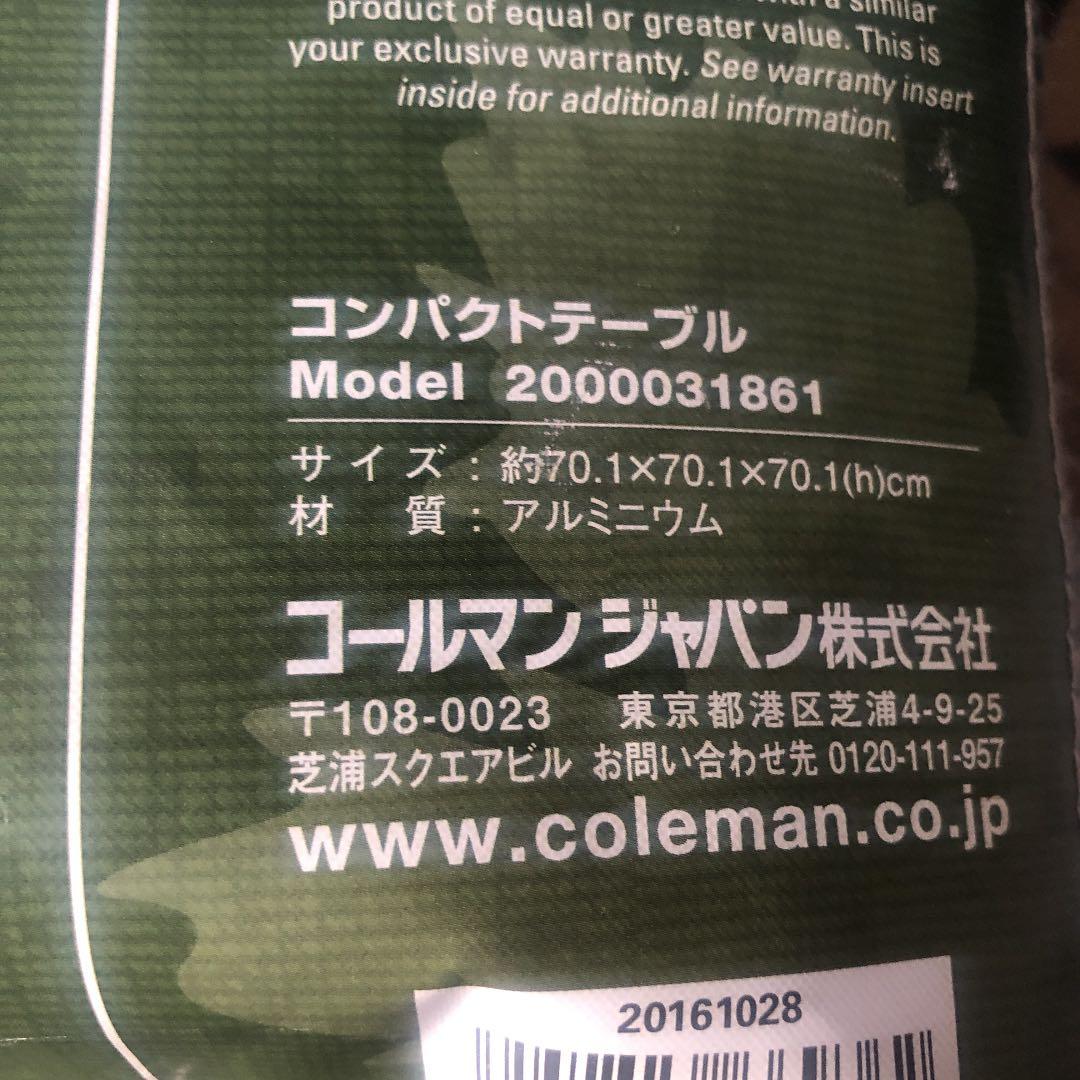 with a similar
product of equal or greater value. This is
your exclusive warranty. See warranty insert
inside for additional information.
コンパクトテーブル
Model 2000031861
サイズ：約70.1×70.1×70.1(h)cm
材 質：アルミニウム
コールマン ジャパン株式会社
〒108-0023 東京都港区芝浦4-9-25
芝浦スクエアビル お問い合わせ先 0120-111-957
www.coleman.co.jp
20161028